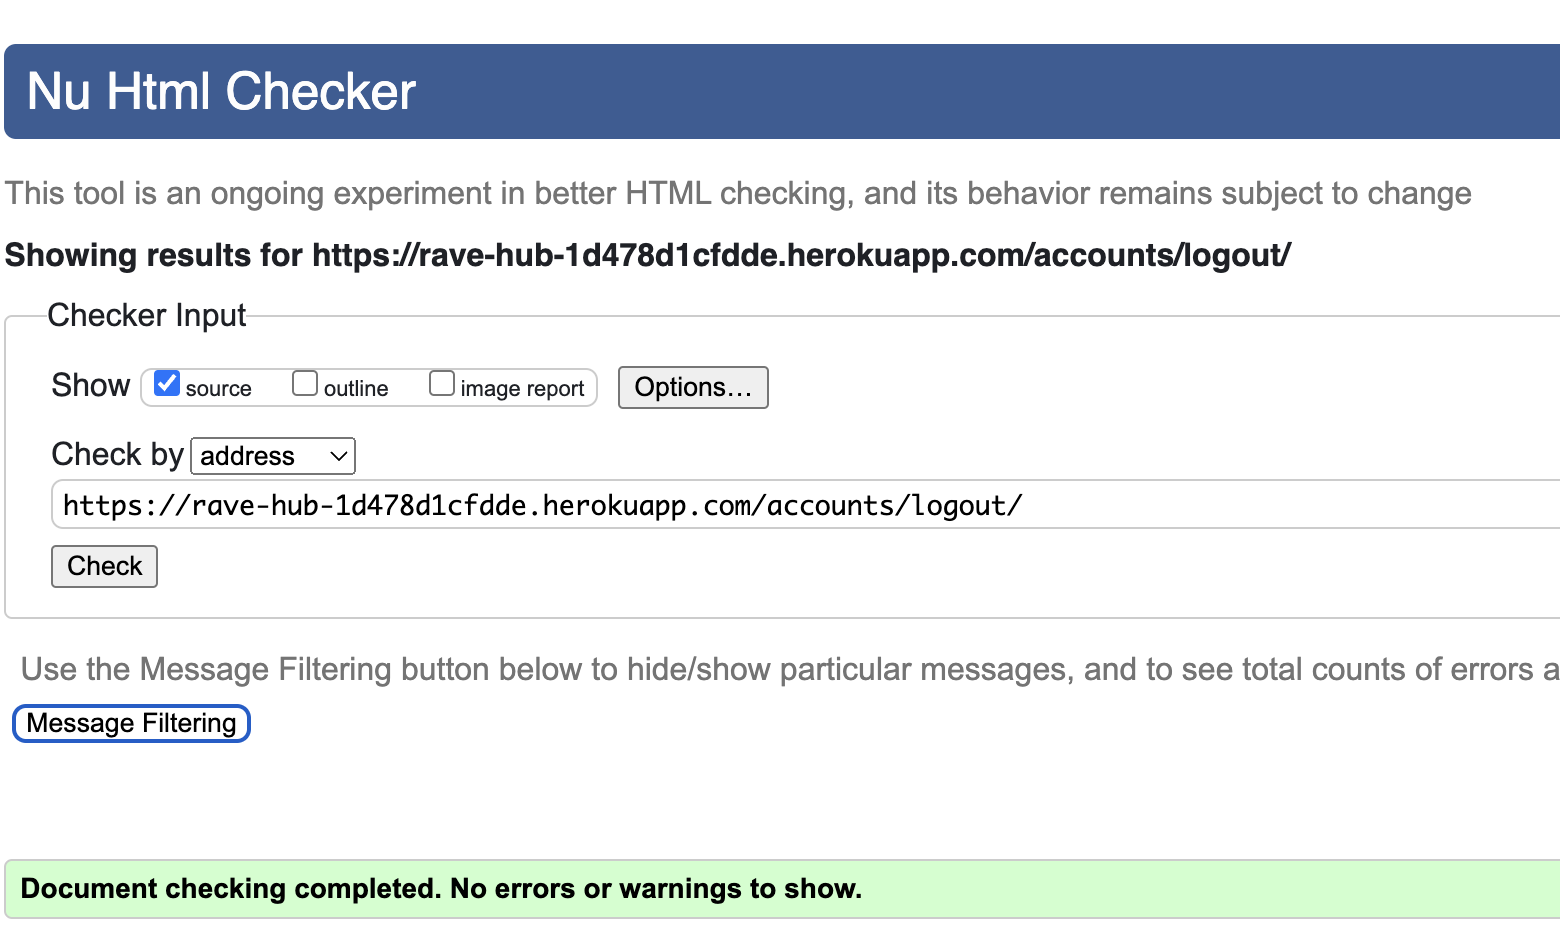 Nu Html Checker
This tool is an ongoing experiment in better HTML checking, and its behavior remains subject to change
Showing results for https://rave-hub-1d478d1cfdde.herokuapp.com/accounts/logout/
Checker Input
Show source outline image report Options…
Check by address
https://rave-hub-1d478d1cfdde.herokuapp.com/accounts/logout/
Check
Use the Message Filtering button below to hide/show particular messages, and to see total counts of errors a
Message Filtering
Document checking completed. No errors or warnings to show.